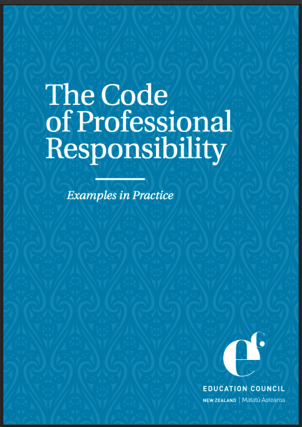 The Code
of Professional
Responsibility
Examples in Practice
EDUCATION COUNCIL
NEW ZEALAND | Matatū Aotearoa